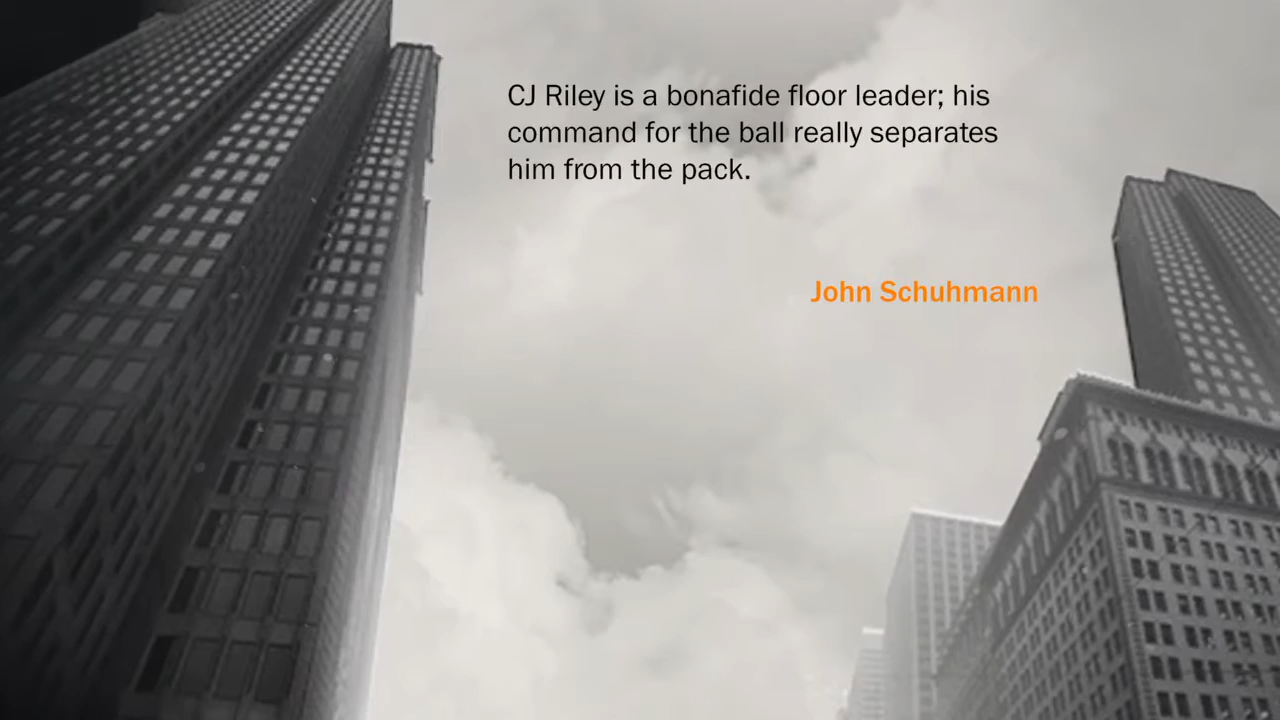 CJ Riley is a bonafide floor leader; his
command for the ball really separates
him from the pack.
John Schuhmann